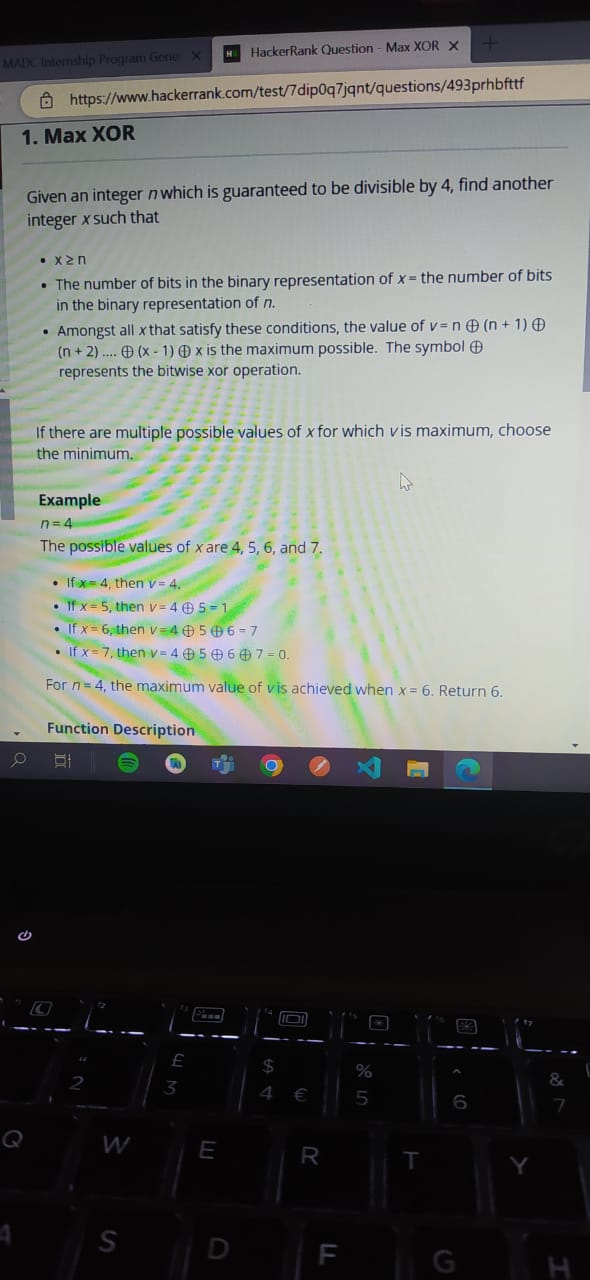 MADC Internship Program Gene X
HackerRank Question - Max XOR X +
https://www.hackerrank.com/test/7dip0q7jqnt/questions/493prhbfttf
1. Max XOR
Given an integer n which is guaranteed to be divisible by 4, find another
integer x such that
• x ≥ n
• The number of bits in the binary representation of x = the number of bits
in the binary representation of n.
• Amongst all x that satisfy these conditions, the value of v = n ⊕ (n + 1) ⊕
(n + 2) .... ⊕ (x - 1) ⊕ x is the maximum possible. The symbol ⊕
represents the bitwise xor operation.
If there are multiple possible values of x for which v is maximum, choose
the minimum.
Example
n = 4
The possible values of x are 4, 5, 6, and 7.
• If x = 4, then v = 4.
• If x = 5, then v = 4 ⊕ 5 = 1
• If x = 6, then v = 4 ⊕ 5 ⊕ 6 = 7
• If x = 7, then v = 4 ⊕ 5 ⊕ 6 ⊕ 7 = 0.
For n = 4, the maximum value of v is achieved when x = 6. Return 6.
Function Description
" £ $ % ^ &
2 3 4 € 5 6 7
Q W E R T Y
A S D F G H